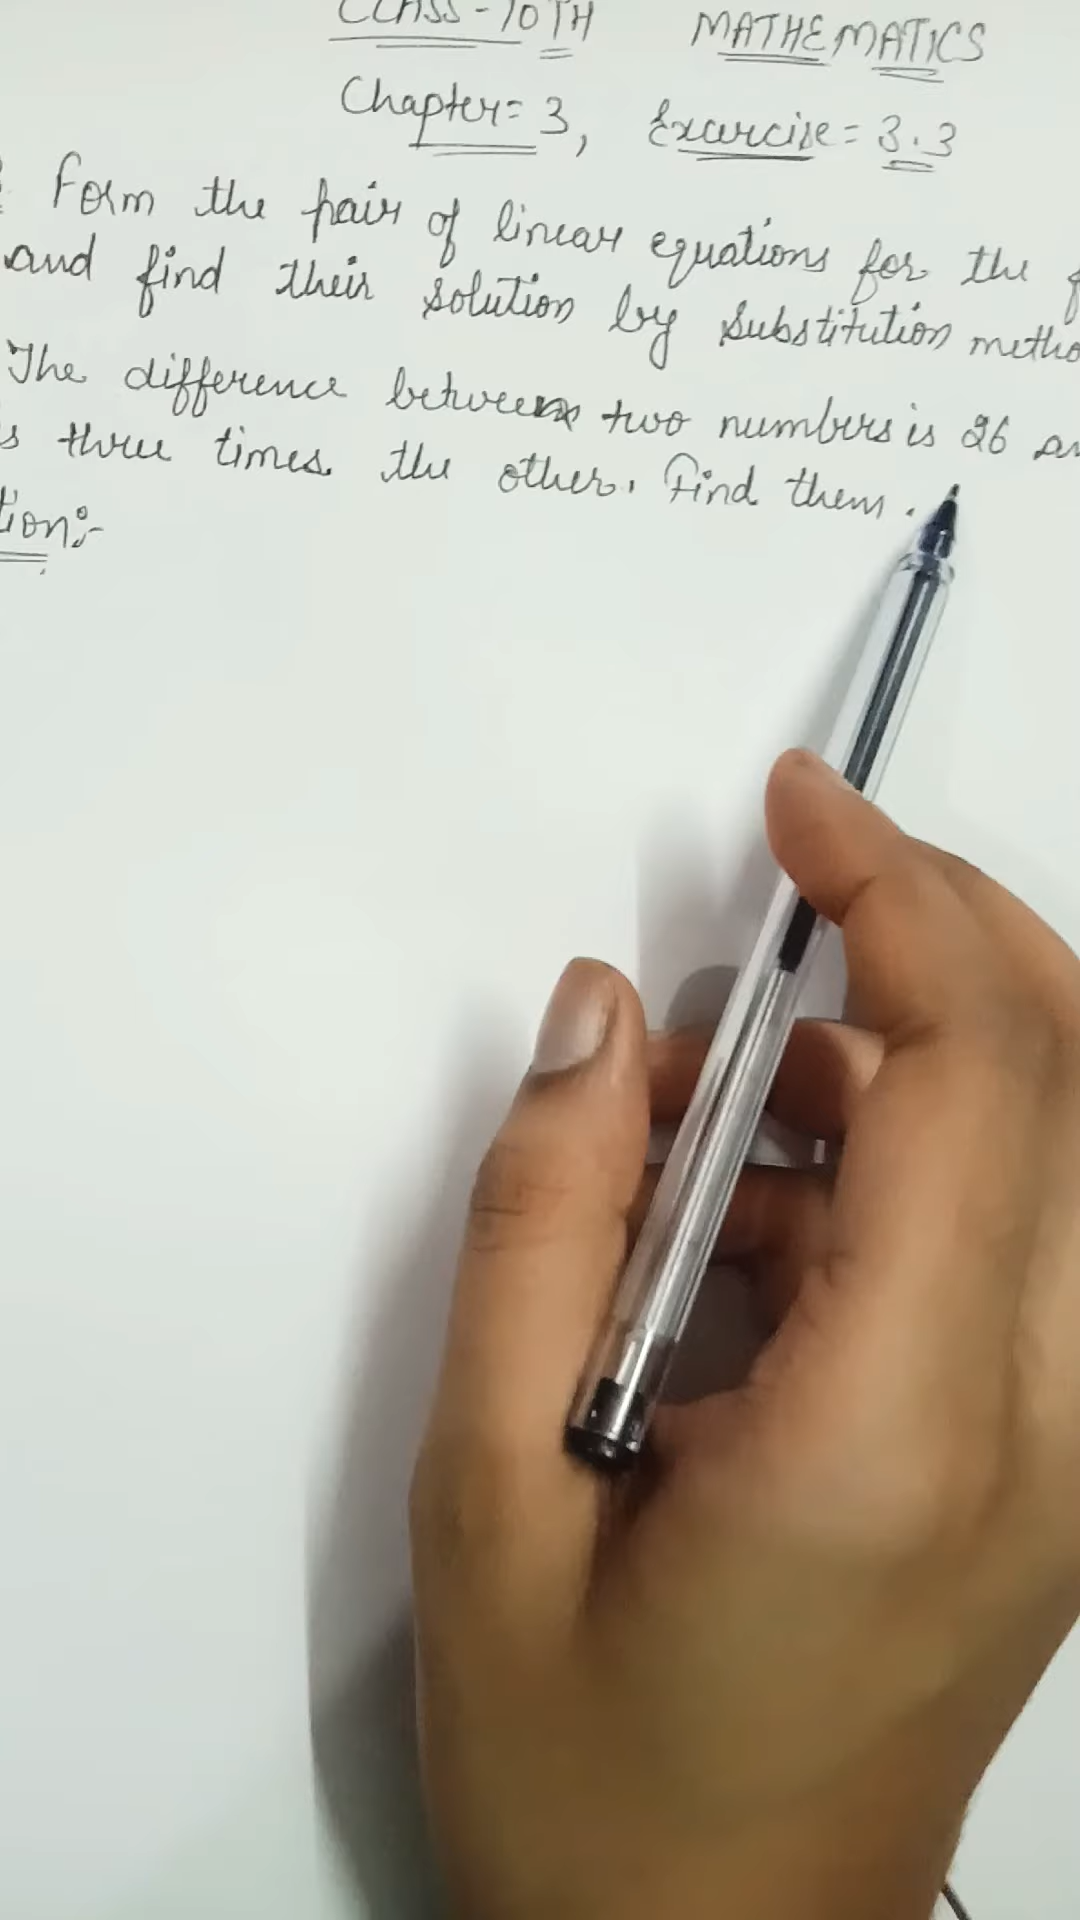 CLASS-10TH MATHEMATICS
Chapter= 3, Exercise= 3.3
Form the pair of linear equations for the
and find their solution by substitution
The difference between two numbers is 26
three times the other. Find them.